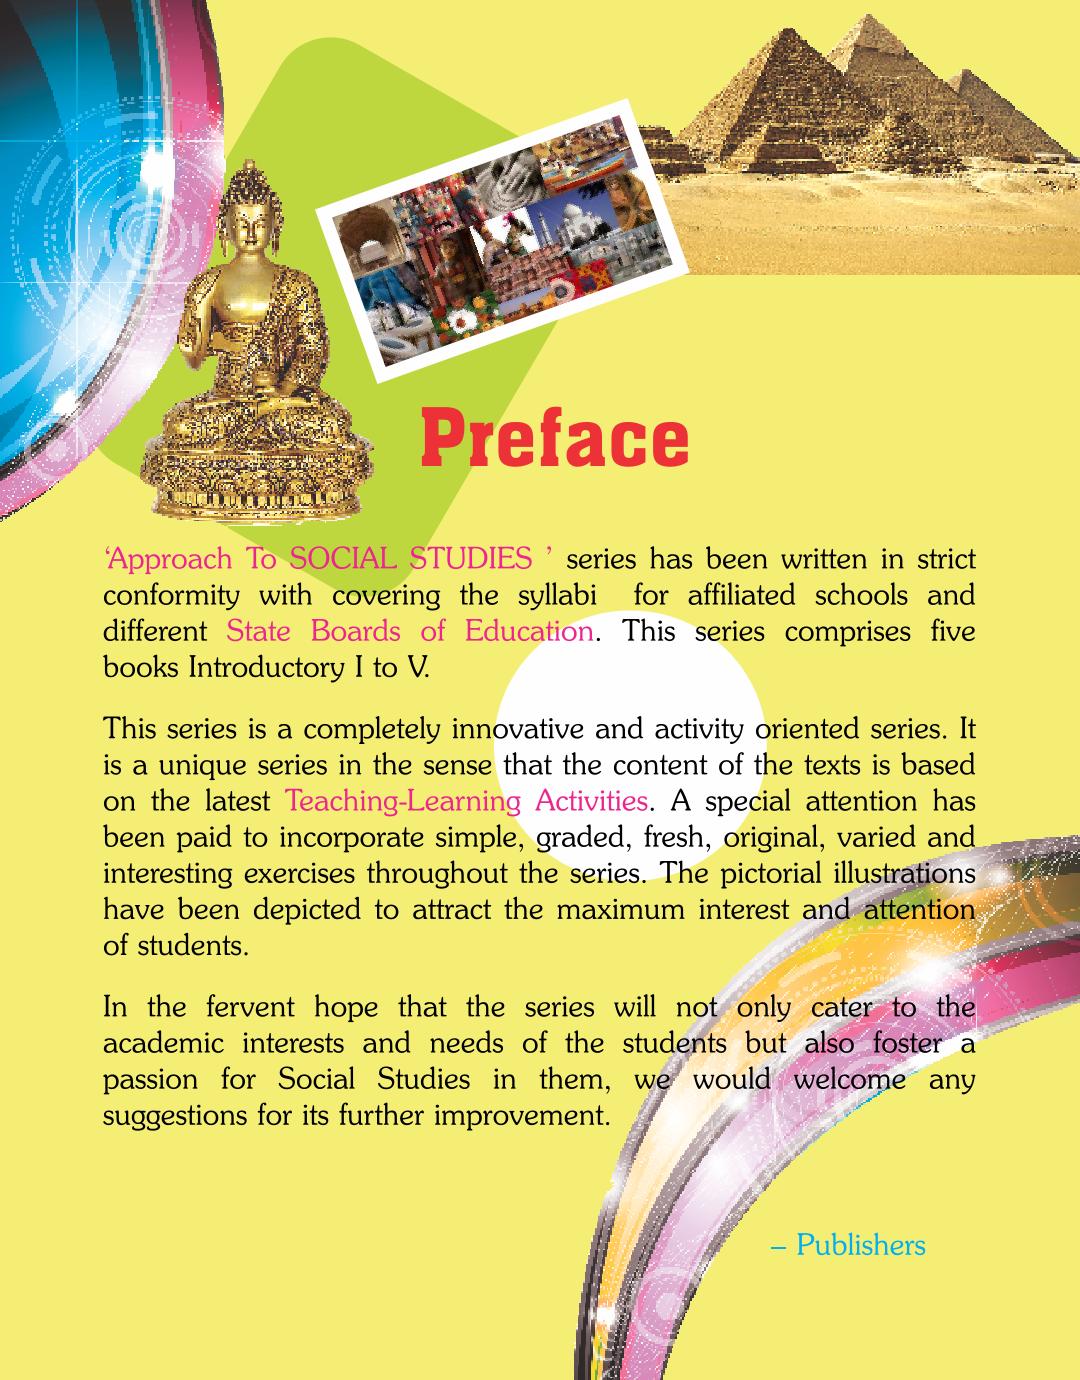 Preface
‘Approach To SOCIAL STUDIES ’ series has been written in strict
conformity with covering the syllabi for affiliated schools and
different State Boards of Education. This series comprises five
books Introductory I to V.
This series is a completely innovative and activity oriented series. It
is a unique series in the sense that the content of the texts is based
on the latest Teaching-Learning Activities. A special attention has
been paid to incorporate simple, graded, fresh, original, varied and
interesting exercises throughout the series. The pictorial illustrations
have been depicted to attract the maximum interest and attention
of students.
In the fervent hope that the series will not only cater to the
academic interests and needs of the students but also foster a
passion for Social Studies in them, we would welcome any
suggestions for its further improvement.
– Publishers